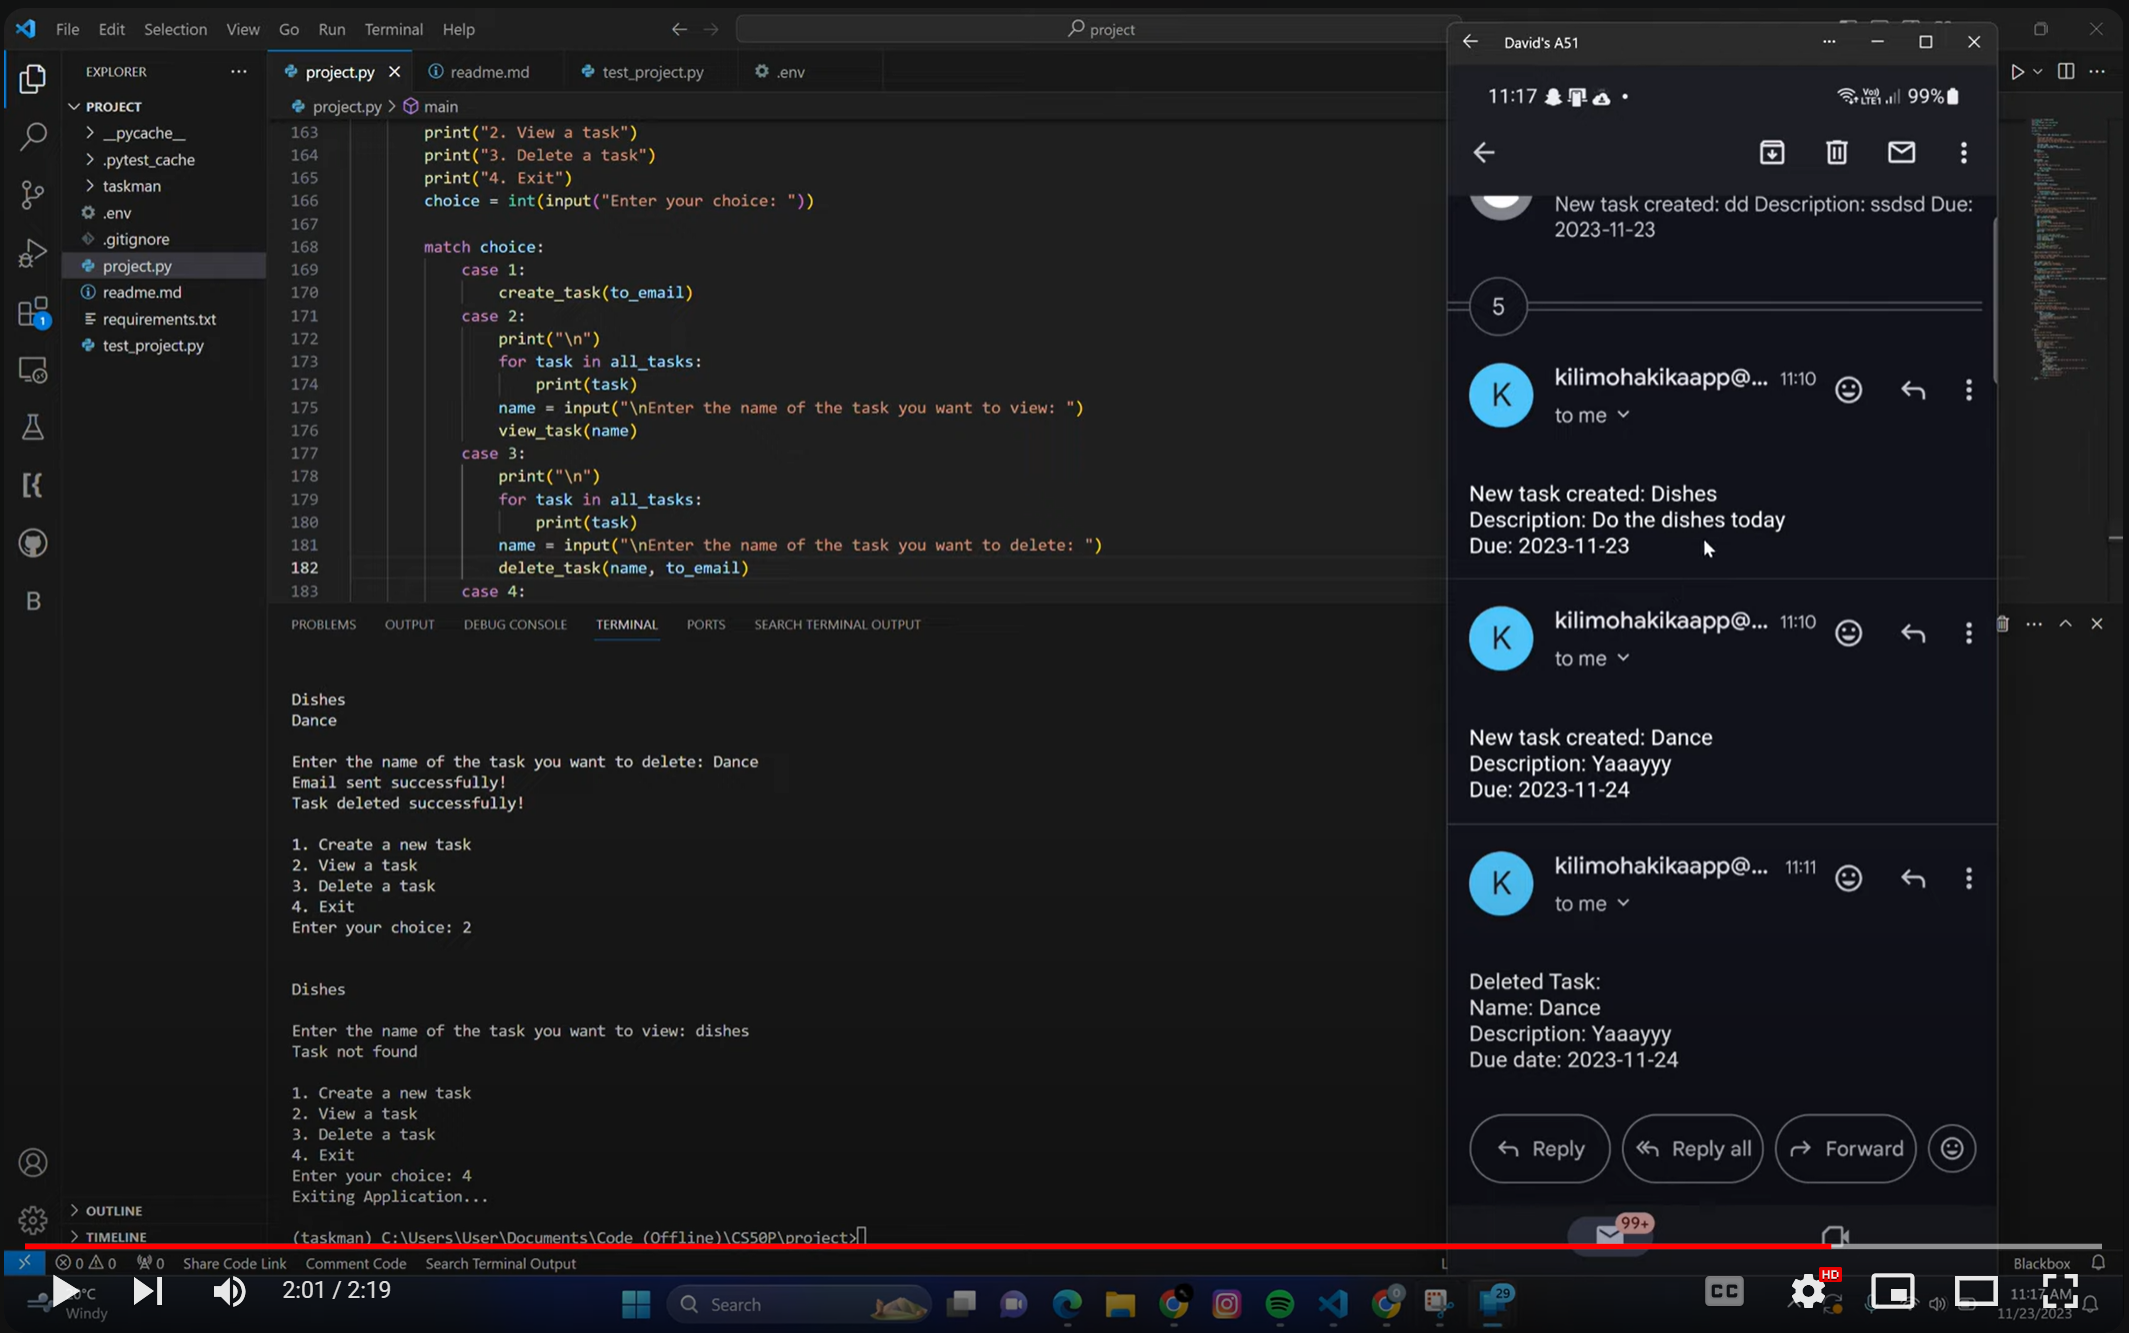 File Edit Selection View Go Run Terminal Help
project
EXPLORER
PROJECT
__pycache__
.pytest_cache
taskman
.env
.gitignore
project.py
readme.md
requirements.txt
test_project.py
OUTLINE
TIMELINE
project.py readme.md test_project.py .env
project.py > main
163 print("2. View a task")
164 print("3. Delete a task")
165 print("4. Exit")
166 choice = int(input("Enter your choice: "))
167
168 match choice:
169 case 1:
170 create_task(to_email)
171 case 2:
172 print("\n")
173 for task in all_tasks:
174 print(task)
175 name = input("\nEnter the name of the task you want to view: ")
176 view_task(name)
177 case 3:
178 print("\n")
179 for task in all_tasks:
180 print(task)
181 name = input("\nEnter the name of the task you want to delete: ")
182 delete_task(name, to_email)
183 case 4:
PROBLEMS OUTPUT DEBUG CONSOLE TERMINAL PORTS SEARCH TERMINAL OUTPUT
Dishes
Dance
Enter the name of the task you want to delete: Dance
Email sent successfully!
Task deleted successfully!
1. Create a new task
2. View a task
3. Delete a task
4. Exit
Enter your choice: 2
Dishes
Enter the name of the task you want to view: dishes
Task not found
1. Create a new task
2. View a task
3. Delete a task
4. Exit
Enter your choice: 4
Exiting Application...
(taskman) C:\Users\User\Documents\Code (Offline)\CS50P\project>
David's A51
11:17 99%
New task created: dd Description: ssdsd Due:
2023-11-23
5
K kilimohakikaapp@... 11:10
to me
New task created: Dishes
Description: Do the dishes today
Due: 2023-11-23
K kilimohakikaapp@... 11:10
to me
New task created: Dance
Description: Yaaayyy
Due: 2023-11-24
K kilimohakikaapp@... 11:11
to me
Deleted Task:
Name: Dance
Description: Yaaayyy
Due date: 2023-11-24
Reply Reply all Forward
99+
0 0 0 Share Code Link Comment Code Search Terminal Output Blackbox
2:01 / 2:19
Windy
Search
29
CC HD
11:17 AM
11/23/2023